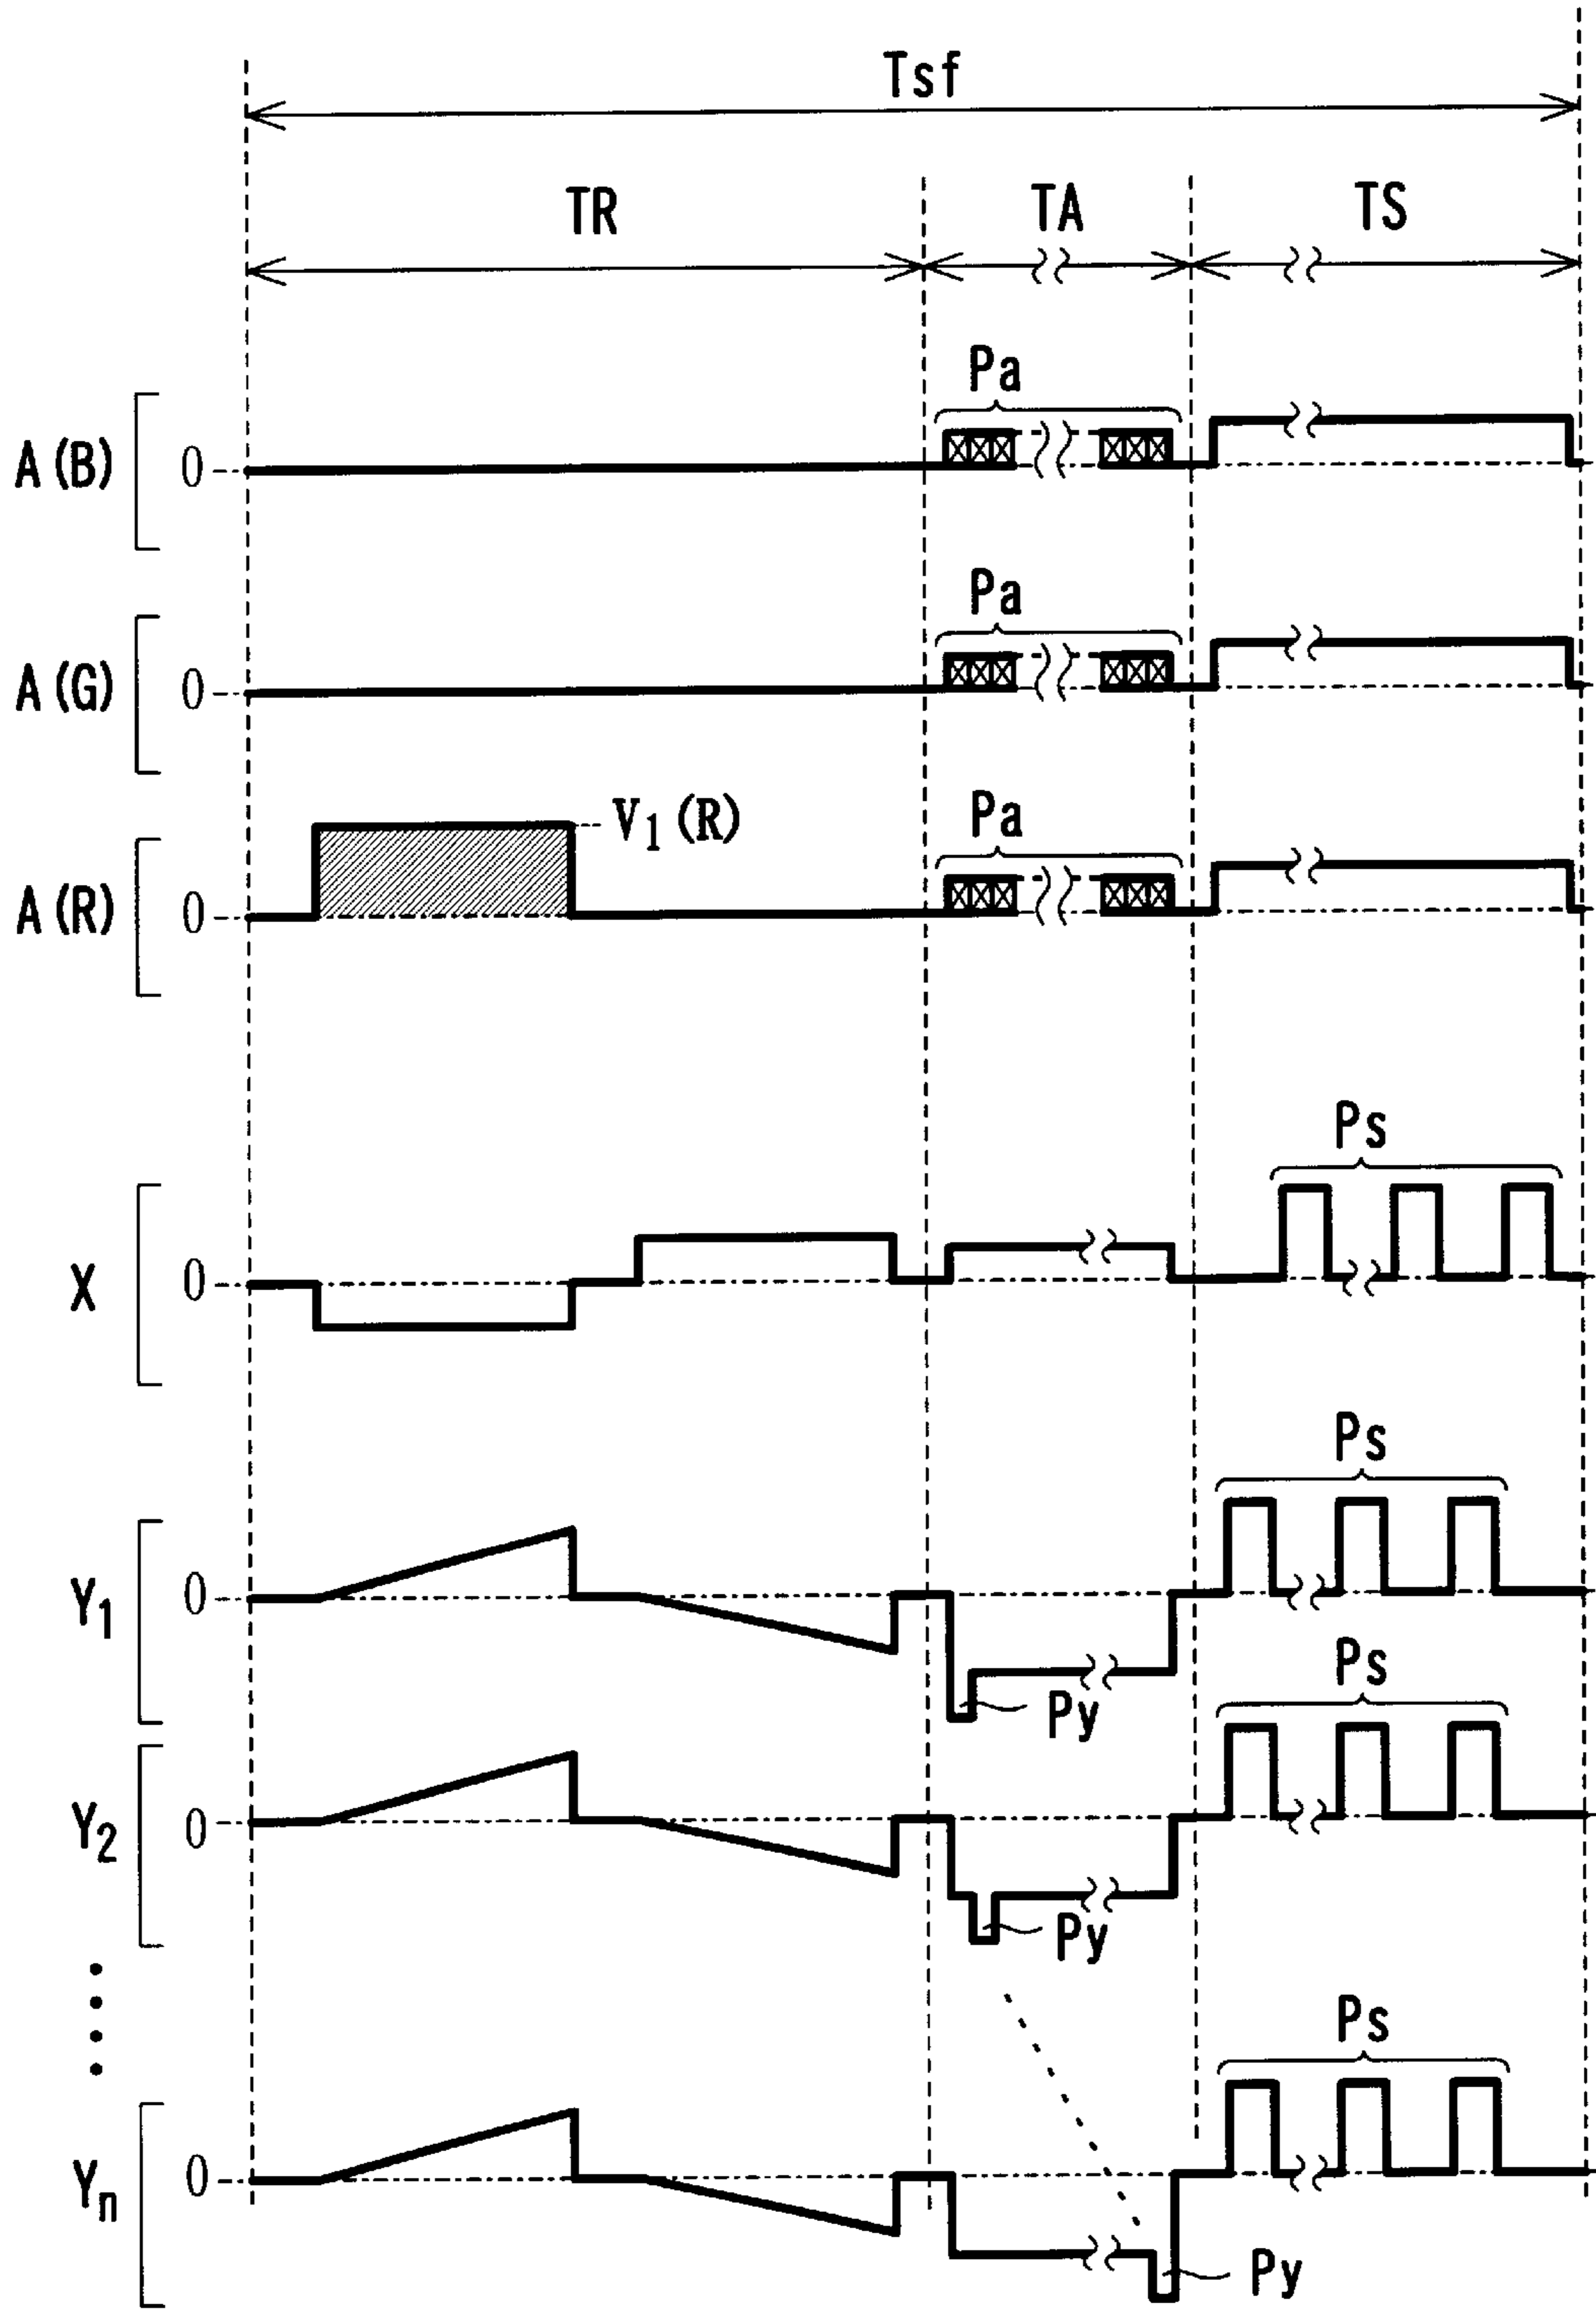 Tsf
TR TA TS
Pa
A(B) 0
Pa
A(G) 0
V1(R) Pa
A(R) 0
Ps
X 0
Ps
Y1 0
Py
Ps
Y2 0
Py
Ps
Yn 0
Py